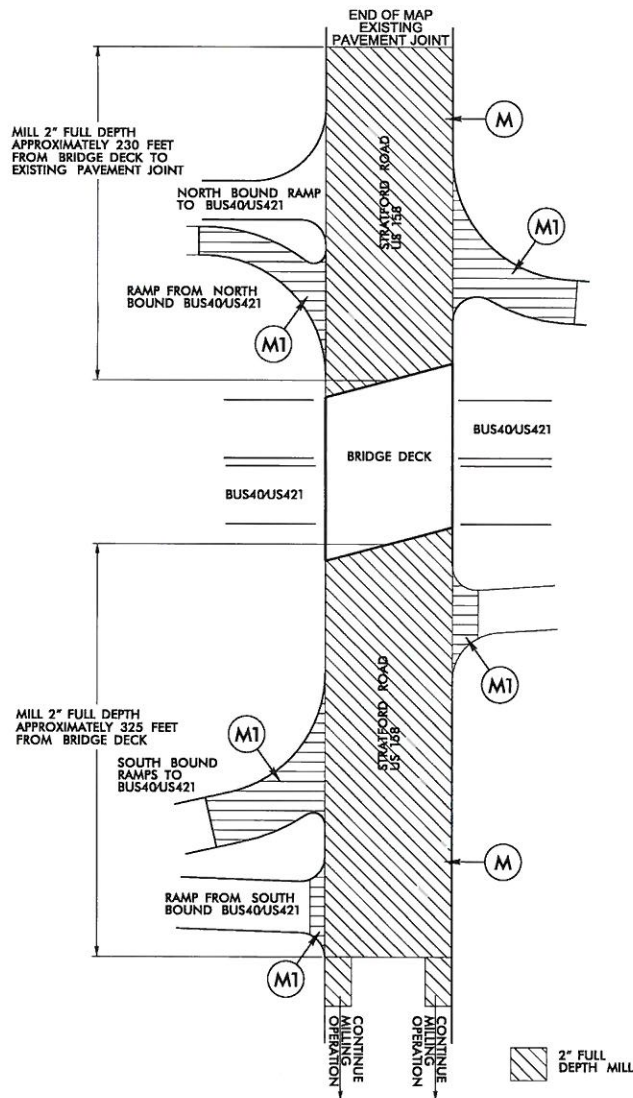 END OF MAP
EXISTING
PAVEMENT JOINT
M
MILL 2" FULL DEPTH
APPROXIMATELY 230 FEET
FROM BRIDGE DECK TO
EXISTING PAVEMENT JOINT
STRATFORD ROAD
US 158
NORTH BOUND RAMP
TO BUS40/US421
M1
RAMP FROM NORTH
BOUND BUS40/US421
M1
BUS40/US421
BRIDGE DECK
BUS40/US421
M1
MILL 2" FULL DEPTH
APPROXIMATELY 325 FEET
FROM BRIDGE DECK
STRATFORD ROAD
US 158
M1
SOUTH BOUND
RAMPS TO
BUS40/US421
M
RAMP FROM SOUTH
BOUND BUS40/US421
M1
CONTINUE
MILLING
OPERATION
CONTINUE
MILLING
OPERATION
2" FULL
DEPTH MILL